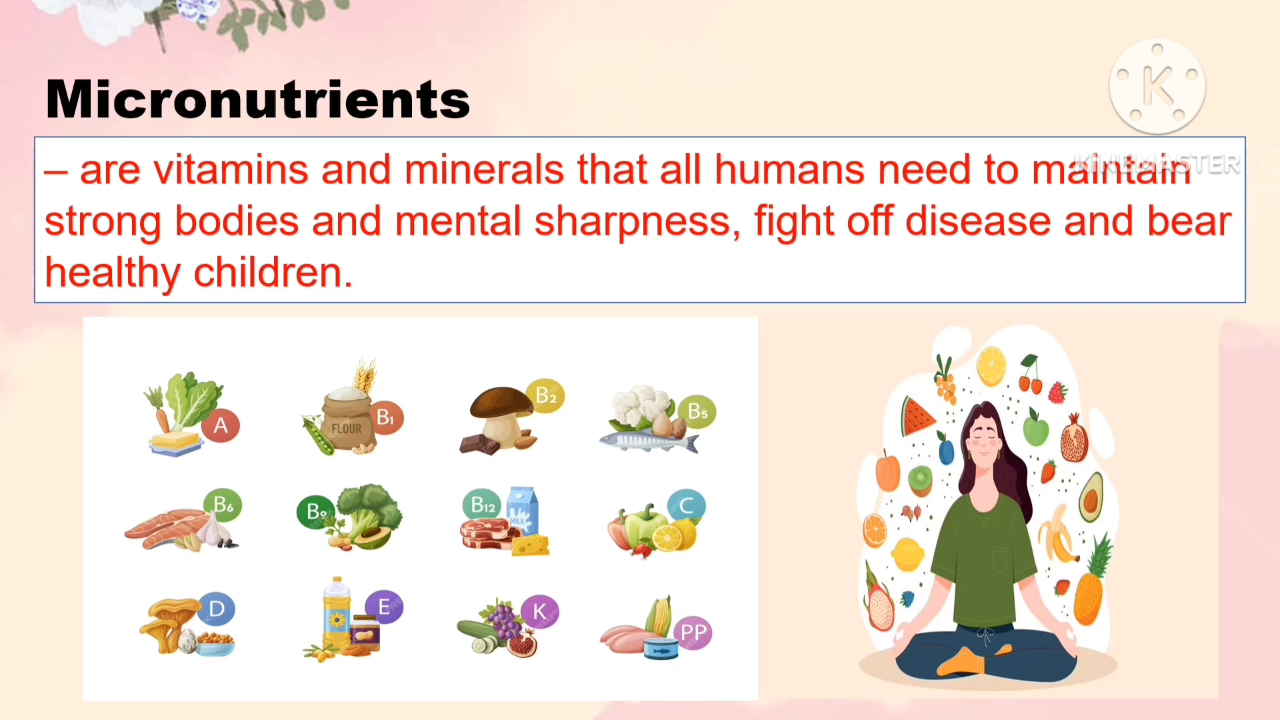 Micronutrients
– are vitamins and minerals that all humans need to maintain
KINEMASTER
strong bodies and mental sharpness, fight off disease and bear
healthy children.
K
A
FLOUR B1
B2
B5
B6
B9
B12 MILK
C
D
E
K
PP